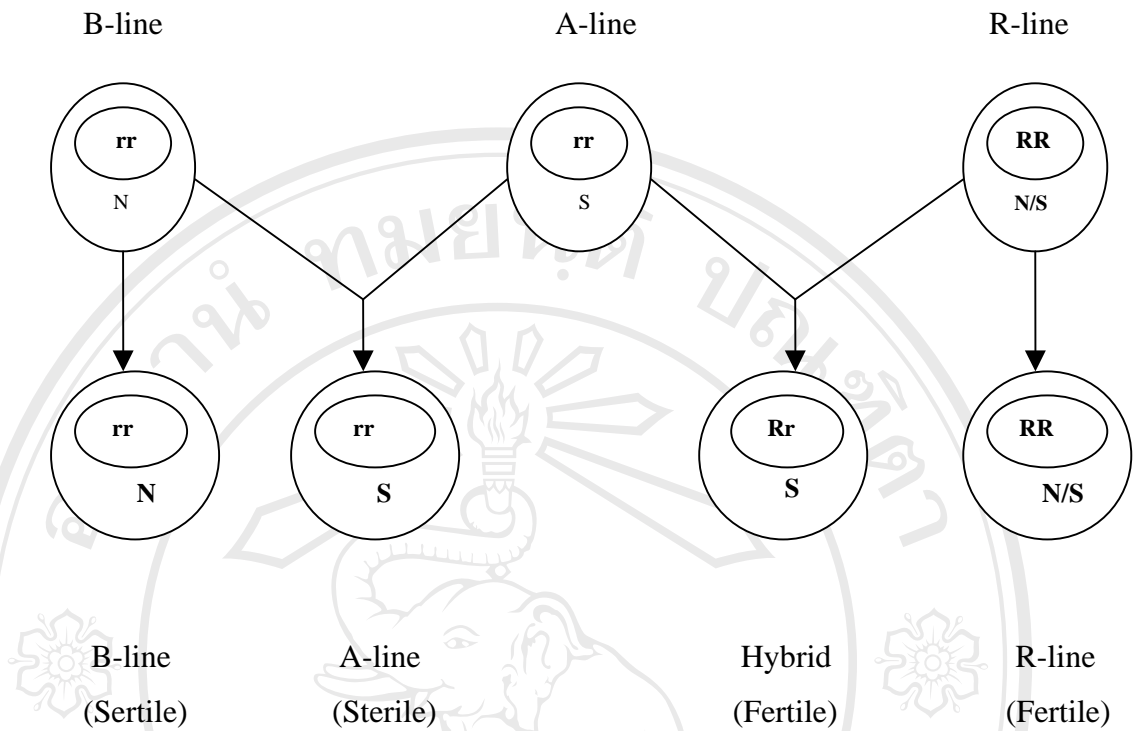 B-line A-line R-line
rr rr RR
N S N/S
rr rr Rr RR
N S S N/S
B-line A-line Hybrid R-line
(Sertile) (Sterile) (Fertile) (Fertile)